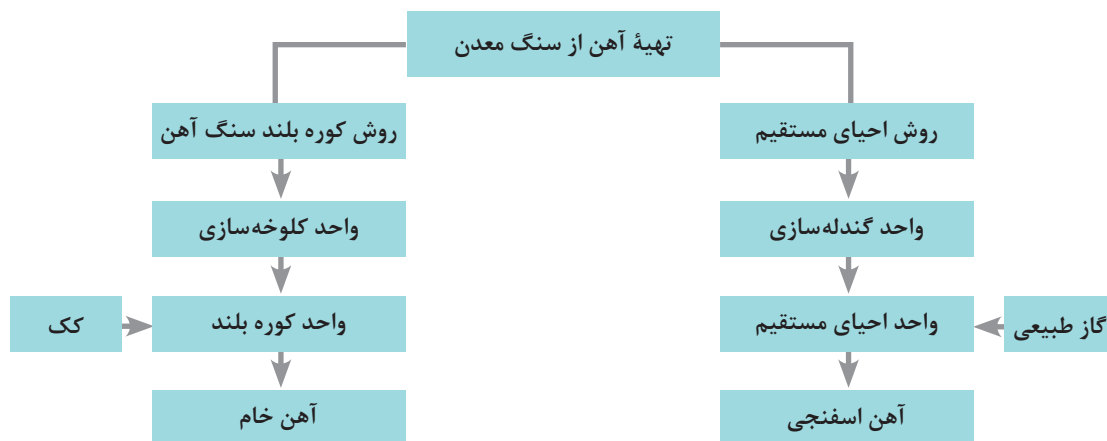 تهیۀ آهن از سنگ معدن
روش احیای مستقیم
روش کوره بلند سنگ آهن
واحد گندله‌سازی
واحد کلوخه‌سازی
گاز طبیعی
واحد احیای مستقیم
واحد کوره بلند
کک
آهن اسفنجی
آهن خام